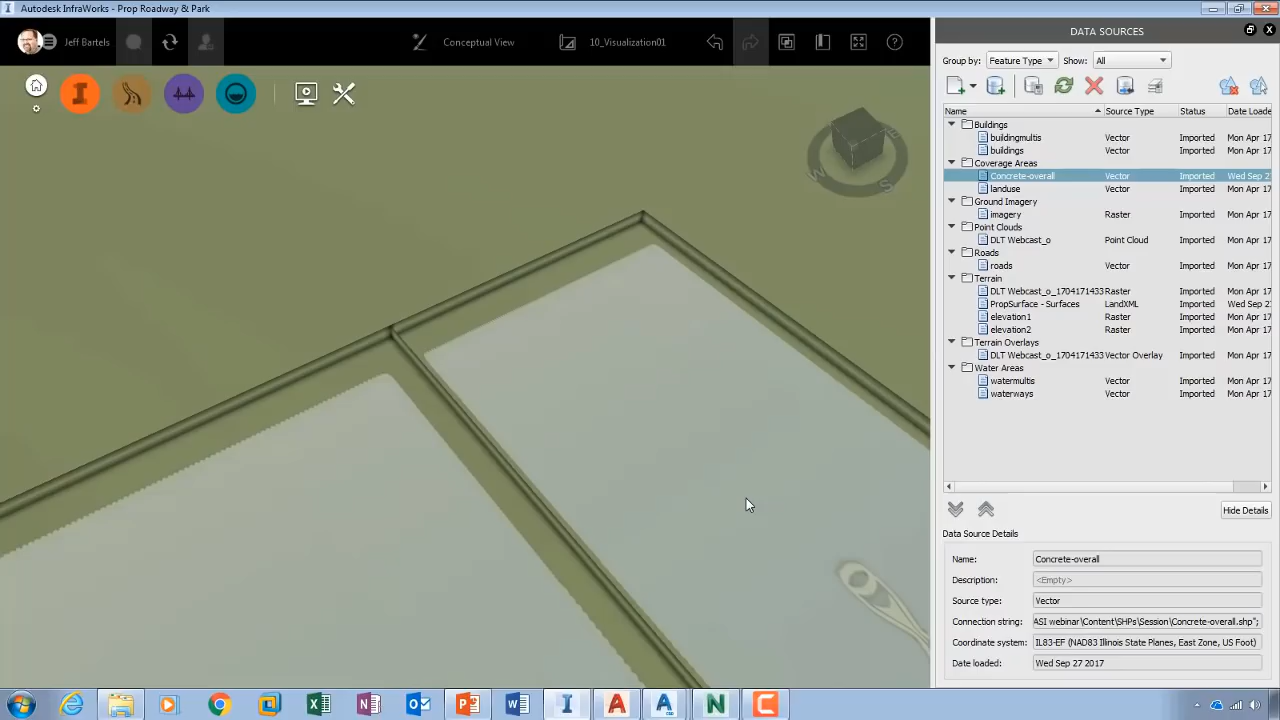 Autodesk InfraWorks - Prop Roadway & Park
Jeff Bartels
Conceptual View
10_Visualization01
DATA SOURCES
Group by: Feature Type Show: All
Name Source Type Status Date Loade
Buildings
buildingmultis Vector Imported Mon Apr 17
buildings Vector Imported Mon Apr 17
Coverage Areas
Concrete-overall Vector Imported Wed Sep 2
landuse Vector Imported Mon Apr 17
Ground Imagery
imagery Raster Imported Mon Apr 17
Point Clouds
DLT Webcast_o Point Cloud Imported Mon Apr 17
Roads
roads Vector Imported Mon Apr 17
Terrain
DLT Webcast_o_1704171433 Raster Imported Mon Apr 17
PropSurface - Surfaces LandXML Imported Wed Sep 2
elevation1 Raster Imported Mon Apr 17
elevation2 Raster Imported Mon Apr 17
Terrain Overlays
DLT Webcast_o_1704171433 Vector Overlay Imported Mon Apr 17
Water Areas
watermultis Vector Imported Mon Apr 17
waterways Vector Imported Mon Apr 17
Hide Details
Data Source Details
Name: Concrete-overall
Description: <Empty>
Source type: Vector
Connection string: ASI webinar\Content\SHPs\Session\Concrete-overall.shp";
Coordinate system: IL83-EF (NAD83 Illinois State Planes, East Zone, US Foot)
Date loaded: Wed Sep 27 2017
W
S